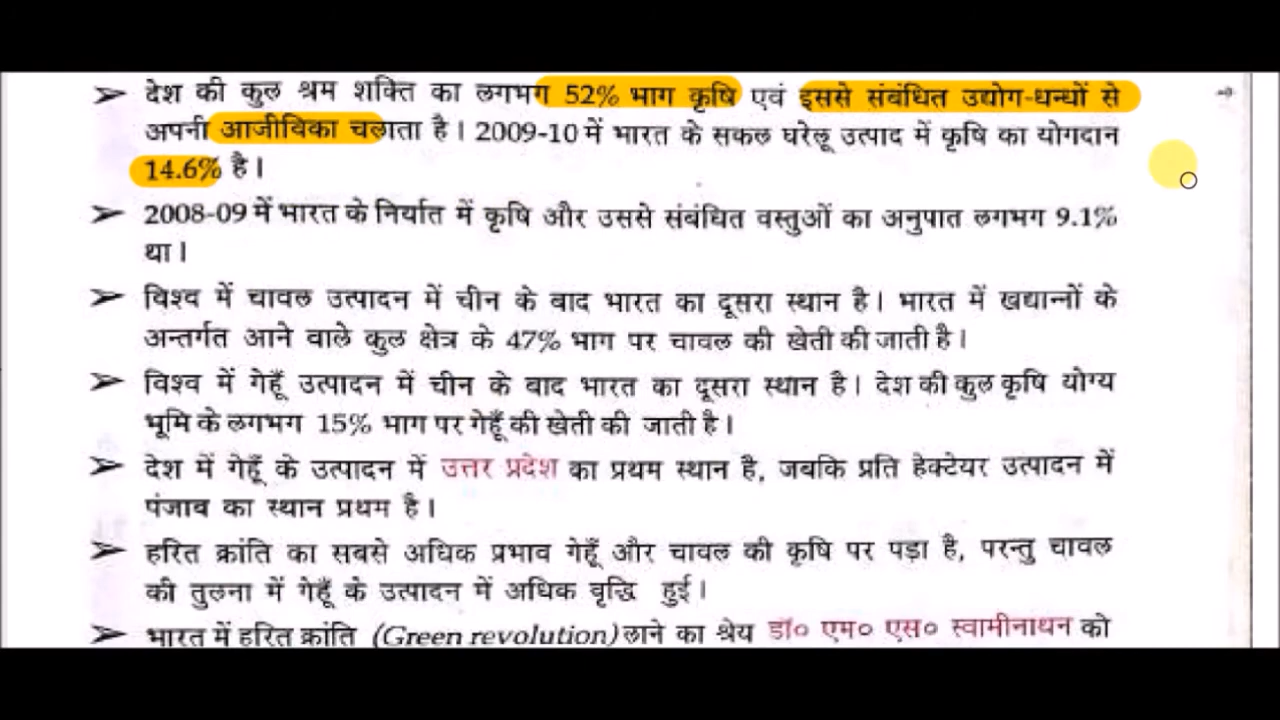 ➢ देश की कुल श्रम शक्ति का लगभग 52% भाग कृषि एवं इससे संबंधित उद्योग-धन्धों से
अपनी आजीविका चलाता है। 2009-10 में भारत के सकल घरेलू उत्पाद में कृषि का योगदान
14.6% है।
➢ 2008-09 में भारत के निर्यात में कृषि और उससे संबंधित वस्तुओं का अनुपात लगभग 9.1%
था।
➢ विश्व में चावल उत्पादन में चीन के बाद भारत का दूसरा स्थान है। भारत में खद्यान्नों के
अन्तर्गत आने वाले कुल क्षेत्र के 47% भाग पर चावल की खेती की जाती है।
➢ विश्व में गेहूँ उत्पादन में चीन के बाद भारत का दूसरा स्थान है। देश की कुल कृषि योग्य
भूमि के लगभग 15% भाग पर गेहूँ की खेती की जाती है।
➢ देश में गेहूँ के उत्पादन में उत्तर प्रदेश का प्रथम स्थान है, जबकि प्रति हेक्टेयर उत्पादन में
पंजाब का स्थान प्रथम है।
➢ हरित क्रांति का सबसे अधिक प्रभाव गेहूँ और चावल की कृषि पर पड़ा है, परन्तु चावल
की तुलना में गेहूँ के उत्पादन में अधिक वृद्धि हुई।
➢ भारत में हरित क्रांति (Green revolution) लाने का श्रेय डॉ० एम० एस० स्वामीनाथन को